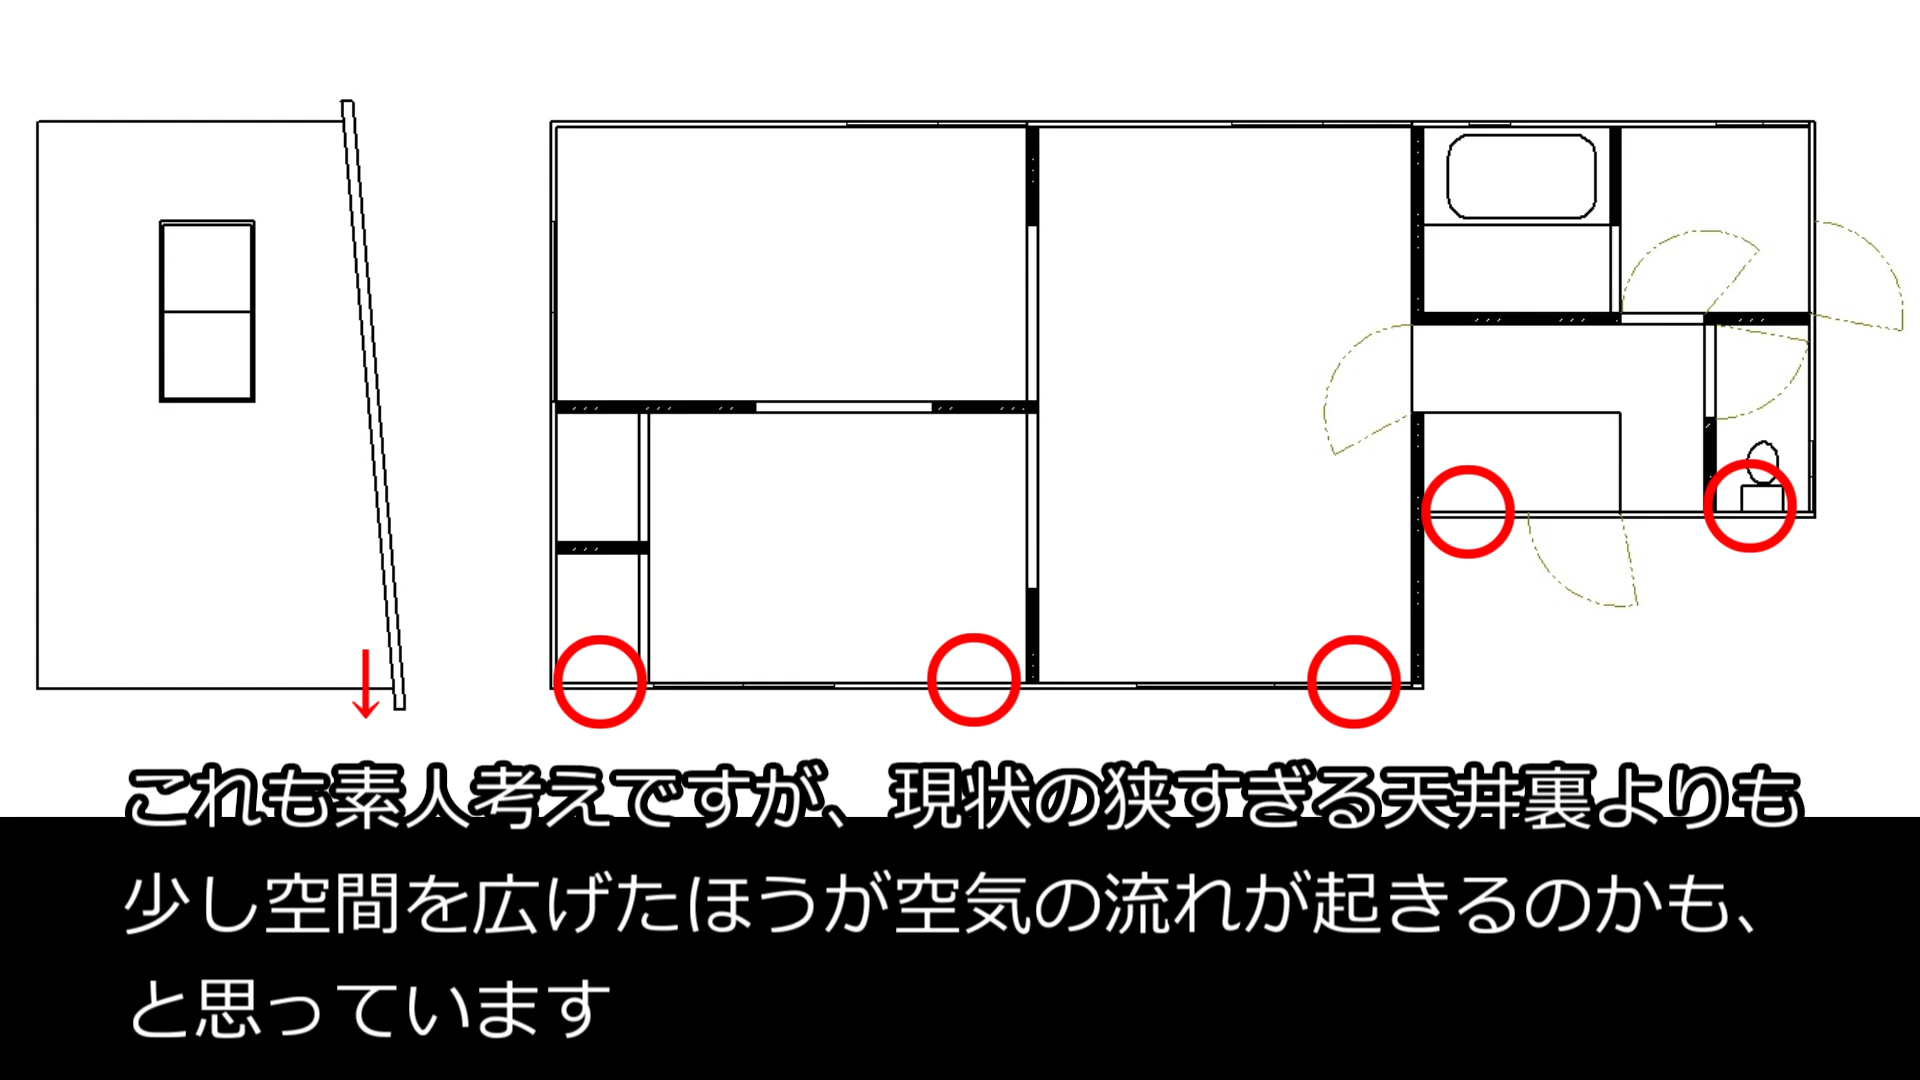 これも素人考えですが、現状の狭すぎる天井裏よりも
少し空間を広げたほうが空気の流れが起きるのかも、
と思っています